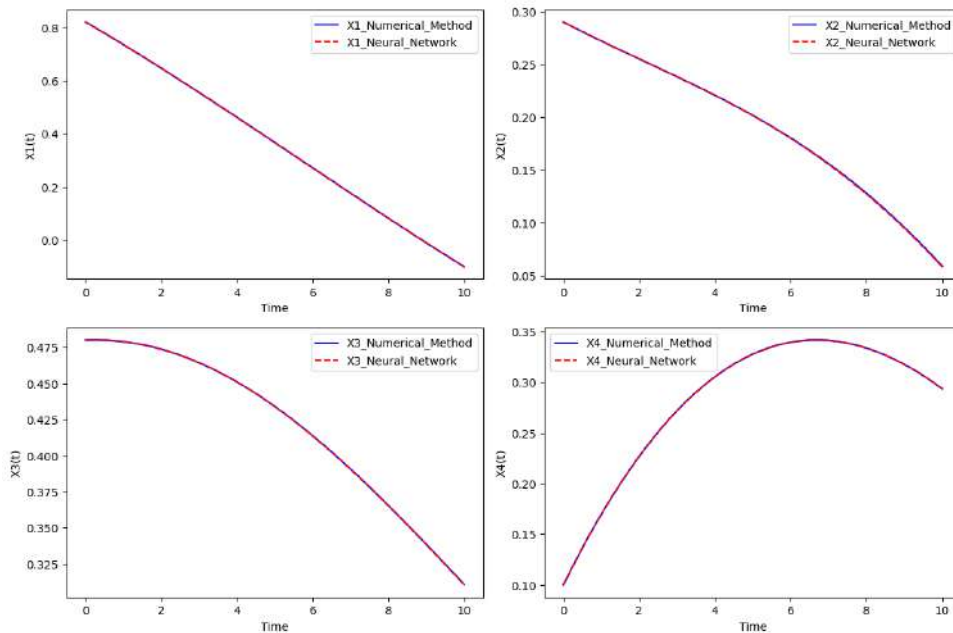 X1_Numerical_Method
X1_Neural_Network
0.8
0.6
0.4
0.2
0.0
X1(t)
0 2 4 6 8 10
Time
X2_Numerical_Method
X2_Neural_Network
0.30
0.25
0.20
0.15
0.10
0.05
X2(t)
0 2 4 6 8 10
Time
X3_Numerical_Method
X3_Neural_Network
0.475
0.450
0.425
0.400
0.375
0.350
0.325
X3(t)
0 2 4 6 8 10
Time
X4_Numerical_Method
X4_Neural_Network
0.35
0.30
0.25
0.20
0.15
0.10
X4(t)
0 2 4 6 8 10
Time